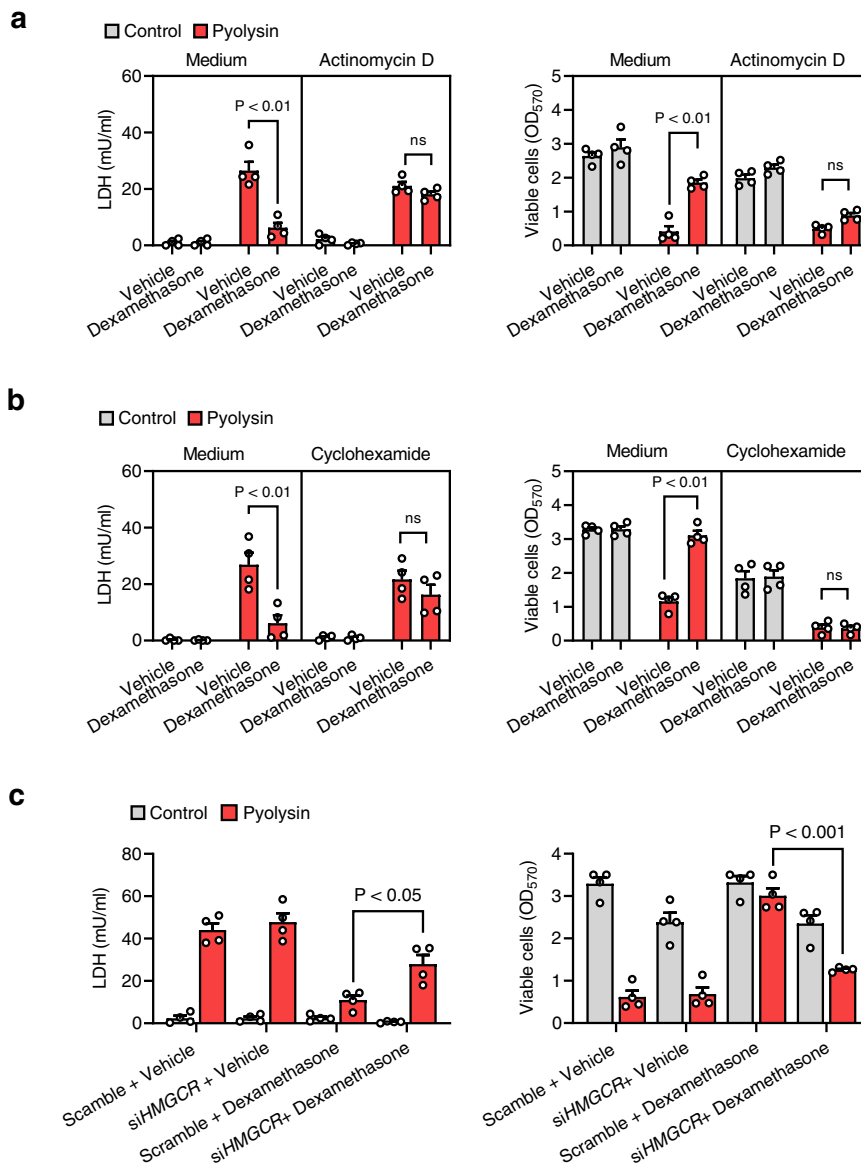 a
Control Pyolysin
Medium Actinomycin D
LDH (mU/ml)
60
40
20
0
P < 0.01
ns
Vehicle
Dexamethasone
Vehicle
Dexamethasone
Vehicle
Dexamethasone
Vehicle
Dexamethasone
Medium Actinomycin D
Viable cells (OD570)
5
4
3
2
1
0
P < 0.01
ns
Vehicle
Dexamethasone
Vehicle
Dexamethasone
Vehicle
Dexamethasone
Vehicle
Dexamethasone
b
Control Pyolysin
Medium Cyclohexamide
LDH (mU/ml)
60
40
20
0
P < 0.01
ns
Vehicle
Dexamethasone
Vehicle
Dexamethasone
Vehicle
Dexamethasone
Vehicle
Dexamethasone
Medium Cyclohexamide
Viable cells (OD570)
5
4
3
2
1
0
P < 0.01
ns
Vehicle
Dexamethasone
Vehicle
Dexamethasone
Vehicle
Dexamethasone
Vehicle
Dexamethasone
c
Control Pyolysin
LDH (mU/ml)
80
60
40
20
0
P < 0.05
Scamble + Vehicle
siHMGCR + Vehicle
Scramble + Dexamethasone
siHMGCR+ Dexamethasone
Viable cells (OD570)
4
3
2
1
0
P < 0.001
Scramble + Vehicle
siHMGCR+ Vehicle
Scramble + Dexamethasone
siHMGCR+ Dexamethasone